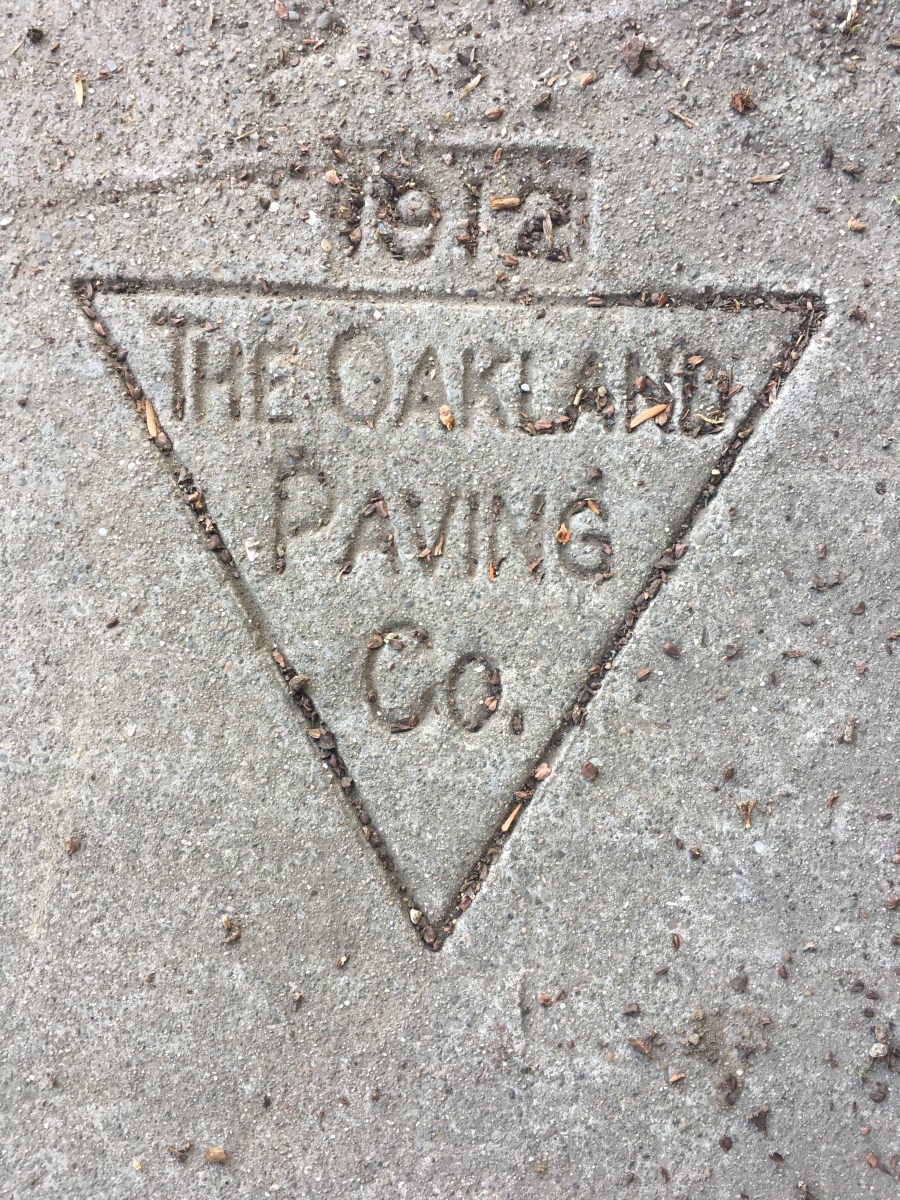 1912
THE OAKLAND
PAVING
CO.